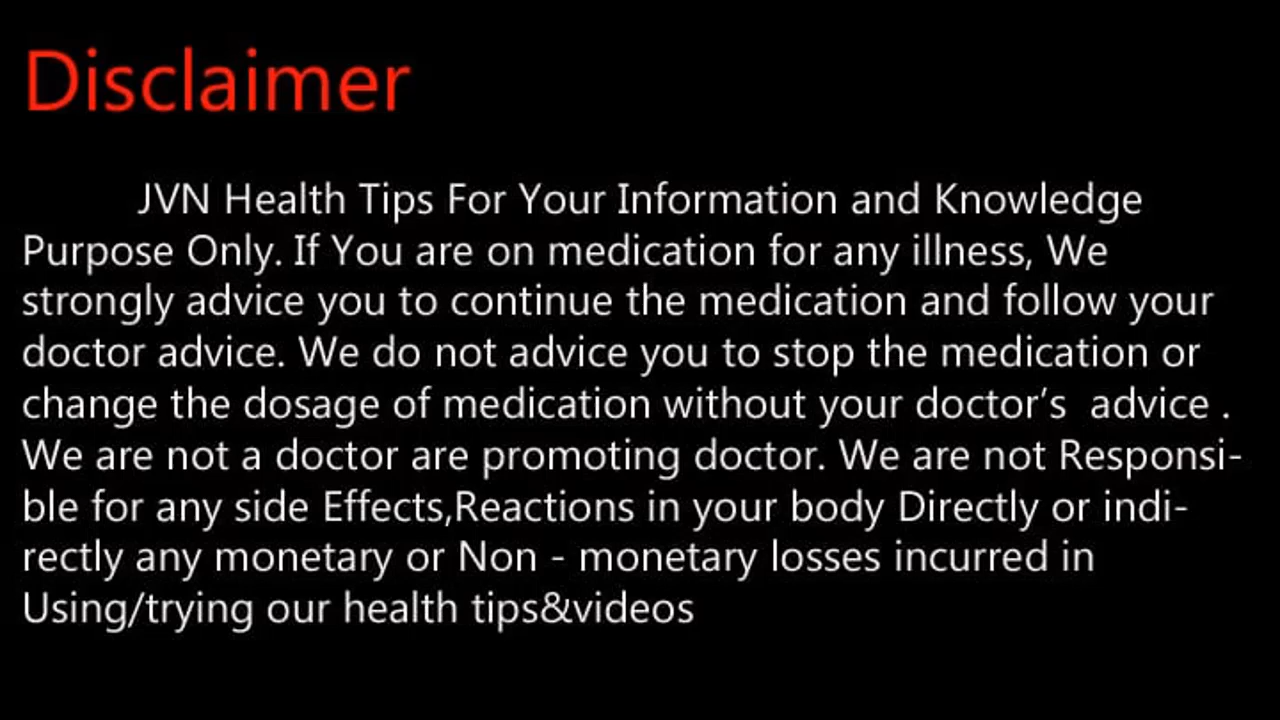 Disclaimer
JVN Health Tips For Your Information and Knowledge
Purpose Only. If You are on medication for any illness, We
strongly advice you to continue the medication and follow your
doctor advice. We do not advice you to stop the medication or
change the dosage of medication without your doctor’s  advice .
We are not a doctor are promoting doctor. We are not Responsi-
ble for any side Effects,Reactions in your body Directly or indi-
rectly any monetary or Non - monetary losses incurred in
Using/trying our health tips&videos